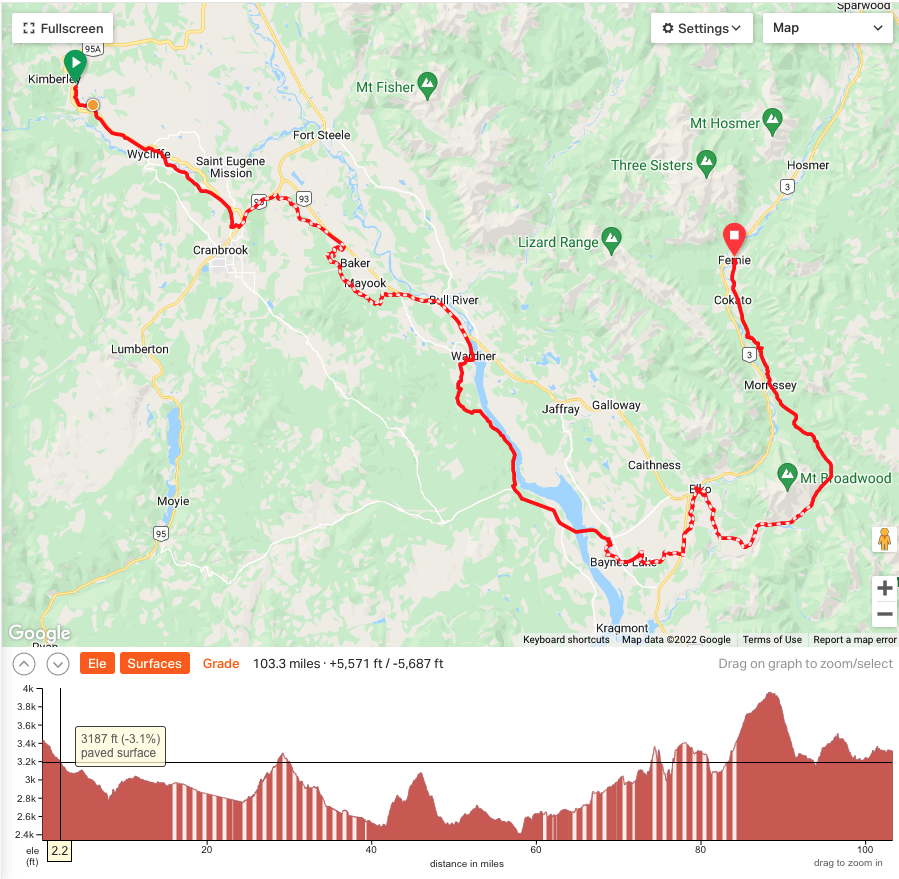 Sparwood
Fullscreen
Settings
Map
95A
Kimberley
Mt Fisher
Mt Hosmer
Fort Steele
Wycliffe
Saint Eugene
Mission
Three Sisters
Hosmer
3
93
Lizard Range
Cranbrook
Baker
Fernie
Mayook
Bull River
Cokato
Lumberton
Wardner
3
Morrissey
Jaffray
Galloway
Caithness
Mt Broadwood
Elko
Moyie
95
Baynes Lake
Kragmont
Google
Ryan
Keyboard shortcuts
Map data ©2022 Google
Terms of Use
Report a map error
Ele
Surfaces
Grade
103.3 miles · +5,571 ft / -5,687 ft
Drag on graph to zoom/select
4k
3.8k
3.6k
3.4k
3.2k
3k
2.8k
2.6k
2.4k
3187 ft (-3.1%)
paved surface
ele
(ft)
2.2
20
40
60
80
100
distance in miles
drag to zoom in